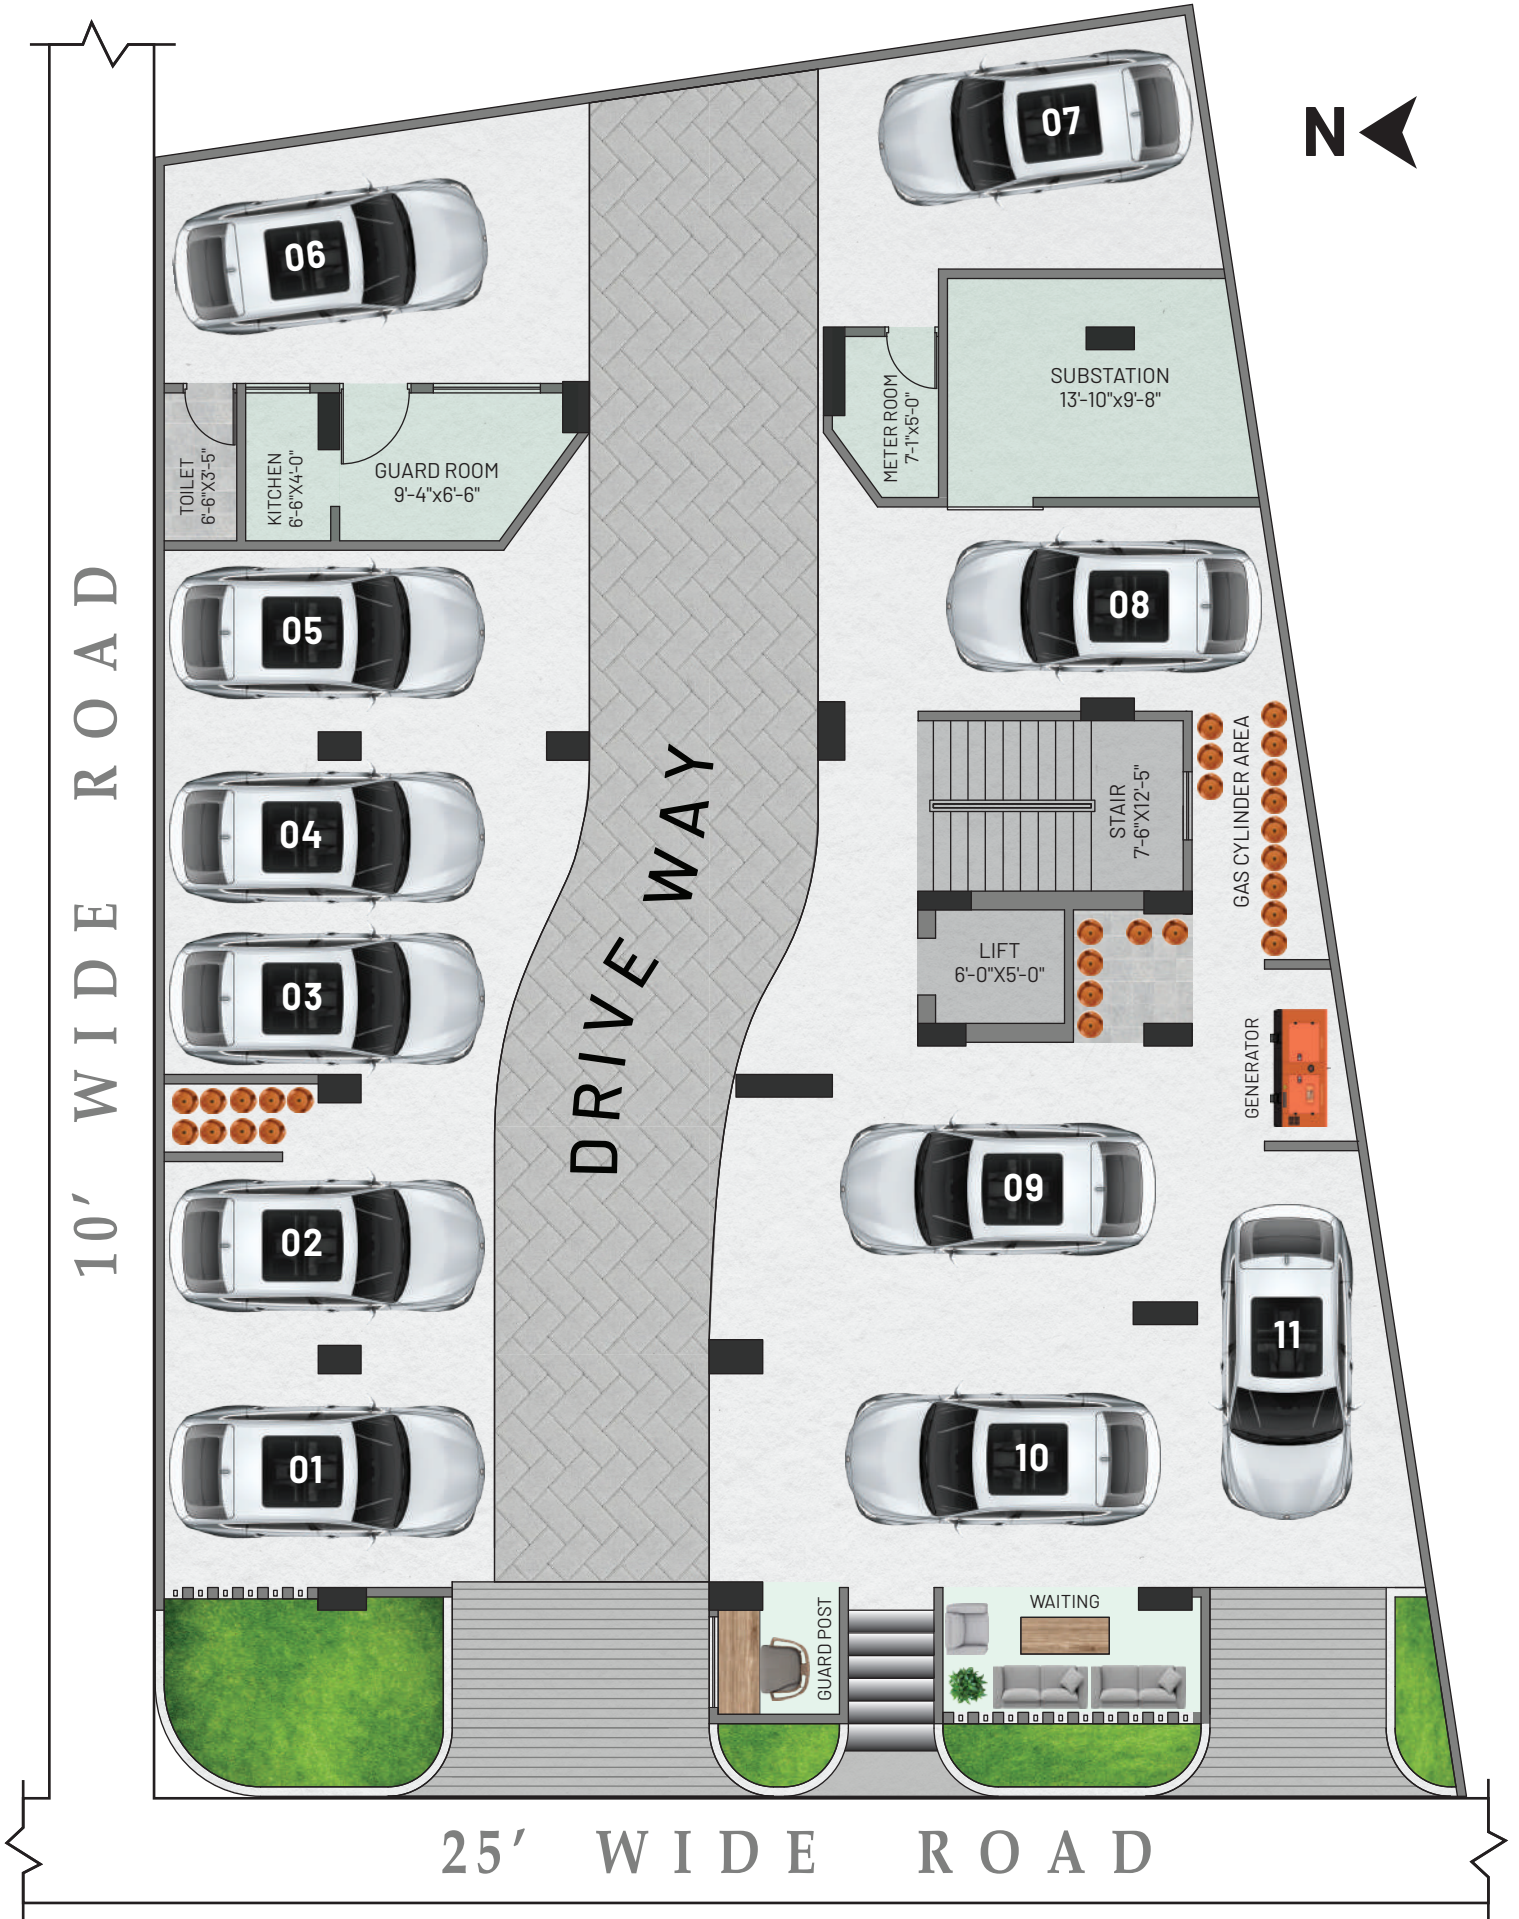 N
07
06
SUBSTATION
13'-10"x9'-8"
METER ROOM
7'-1"x5'-0"
TOILET
6'-6"X3'-5"
KITCHEN
6'-6"X4'-0"
GUARD ROOM
9'-4"x6'-6"
05
08
04
03
DRIVE WAY
STAIR
7'-6"X12'-5"
GAS CYLINDER AREA
LIFT
6'-0"X5'-0"
GENERATOR
10' WIDE ROAD
02
09
11
01
10
GUARD POST
WAITING
25' WIDE ROAD